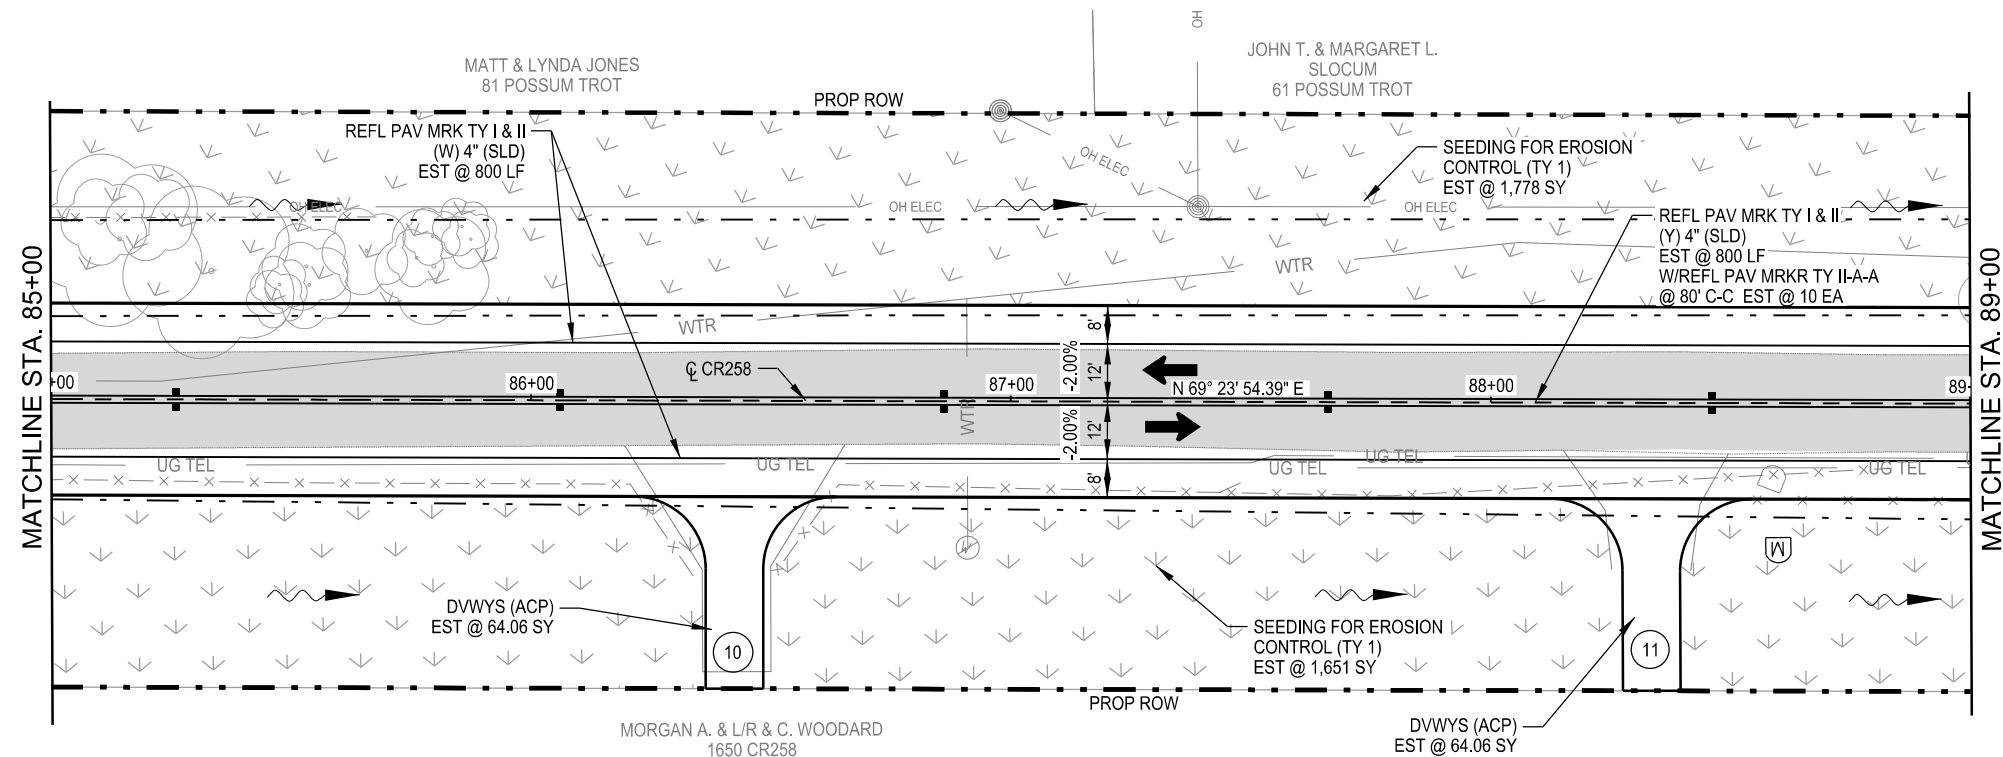 OH
MATT & LYNDA JONES
81 POSSUM TROT
JOHN T. & MARGARET L.
SLOCUM
61 POSSUM TROT
PROP ROW
REFL PAV MRK TY I & II
(W) 4" (SLD)
EST @ 800 LF
OH ELEC
SEEDING FOR EROSION
CONTROL (TY 1)
EST @ 1,778 SY
OH ELEC
OH ELEC
OH ELEC
REFL PAV MRK TY I & II
(Y) 4" (SLD)
EST @ 800 LF
W/REFL PAV MRKR TY II-A-A
@ 80' C-C EST @ 10 EA
MATCHLINE STA. 85+00
MATCHLINE STA. 89+00
WTR
WTR
8'
-2.00%
12'
+00
86+00
℄ CR258
87+00
N 69° 23' 54.39" E
88+00
89-
WTR
-2.00%
12'
8'
UG TEL
UG TEL
UG TEL
UG TEL
UG TEL
W
M
DVWYS (ACP)
EST @ 64.06 SY
10
SEEDING FOR EROSION
CONTROL (TY 1)
EST @ 1,651 SY
11
PROP ROW
DVWYS (ACP)
EST @ 64.06 SY
MORGAN A. & L/R & C. WOODARD
1650 CR258